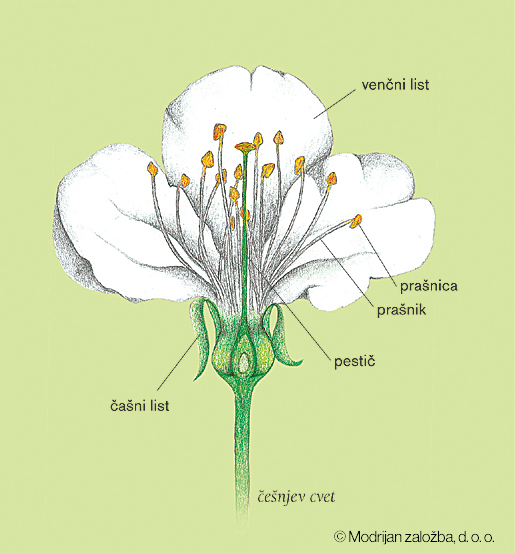 venčni list
prašnica
prašnik
pestič
čašni list
češnjev cvet
© Modrijan založba, d. o. o.